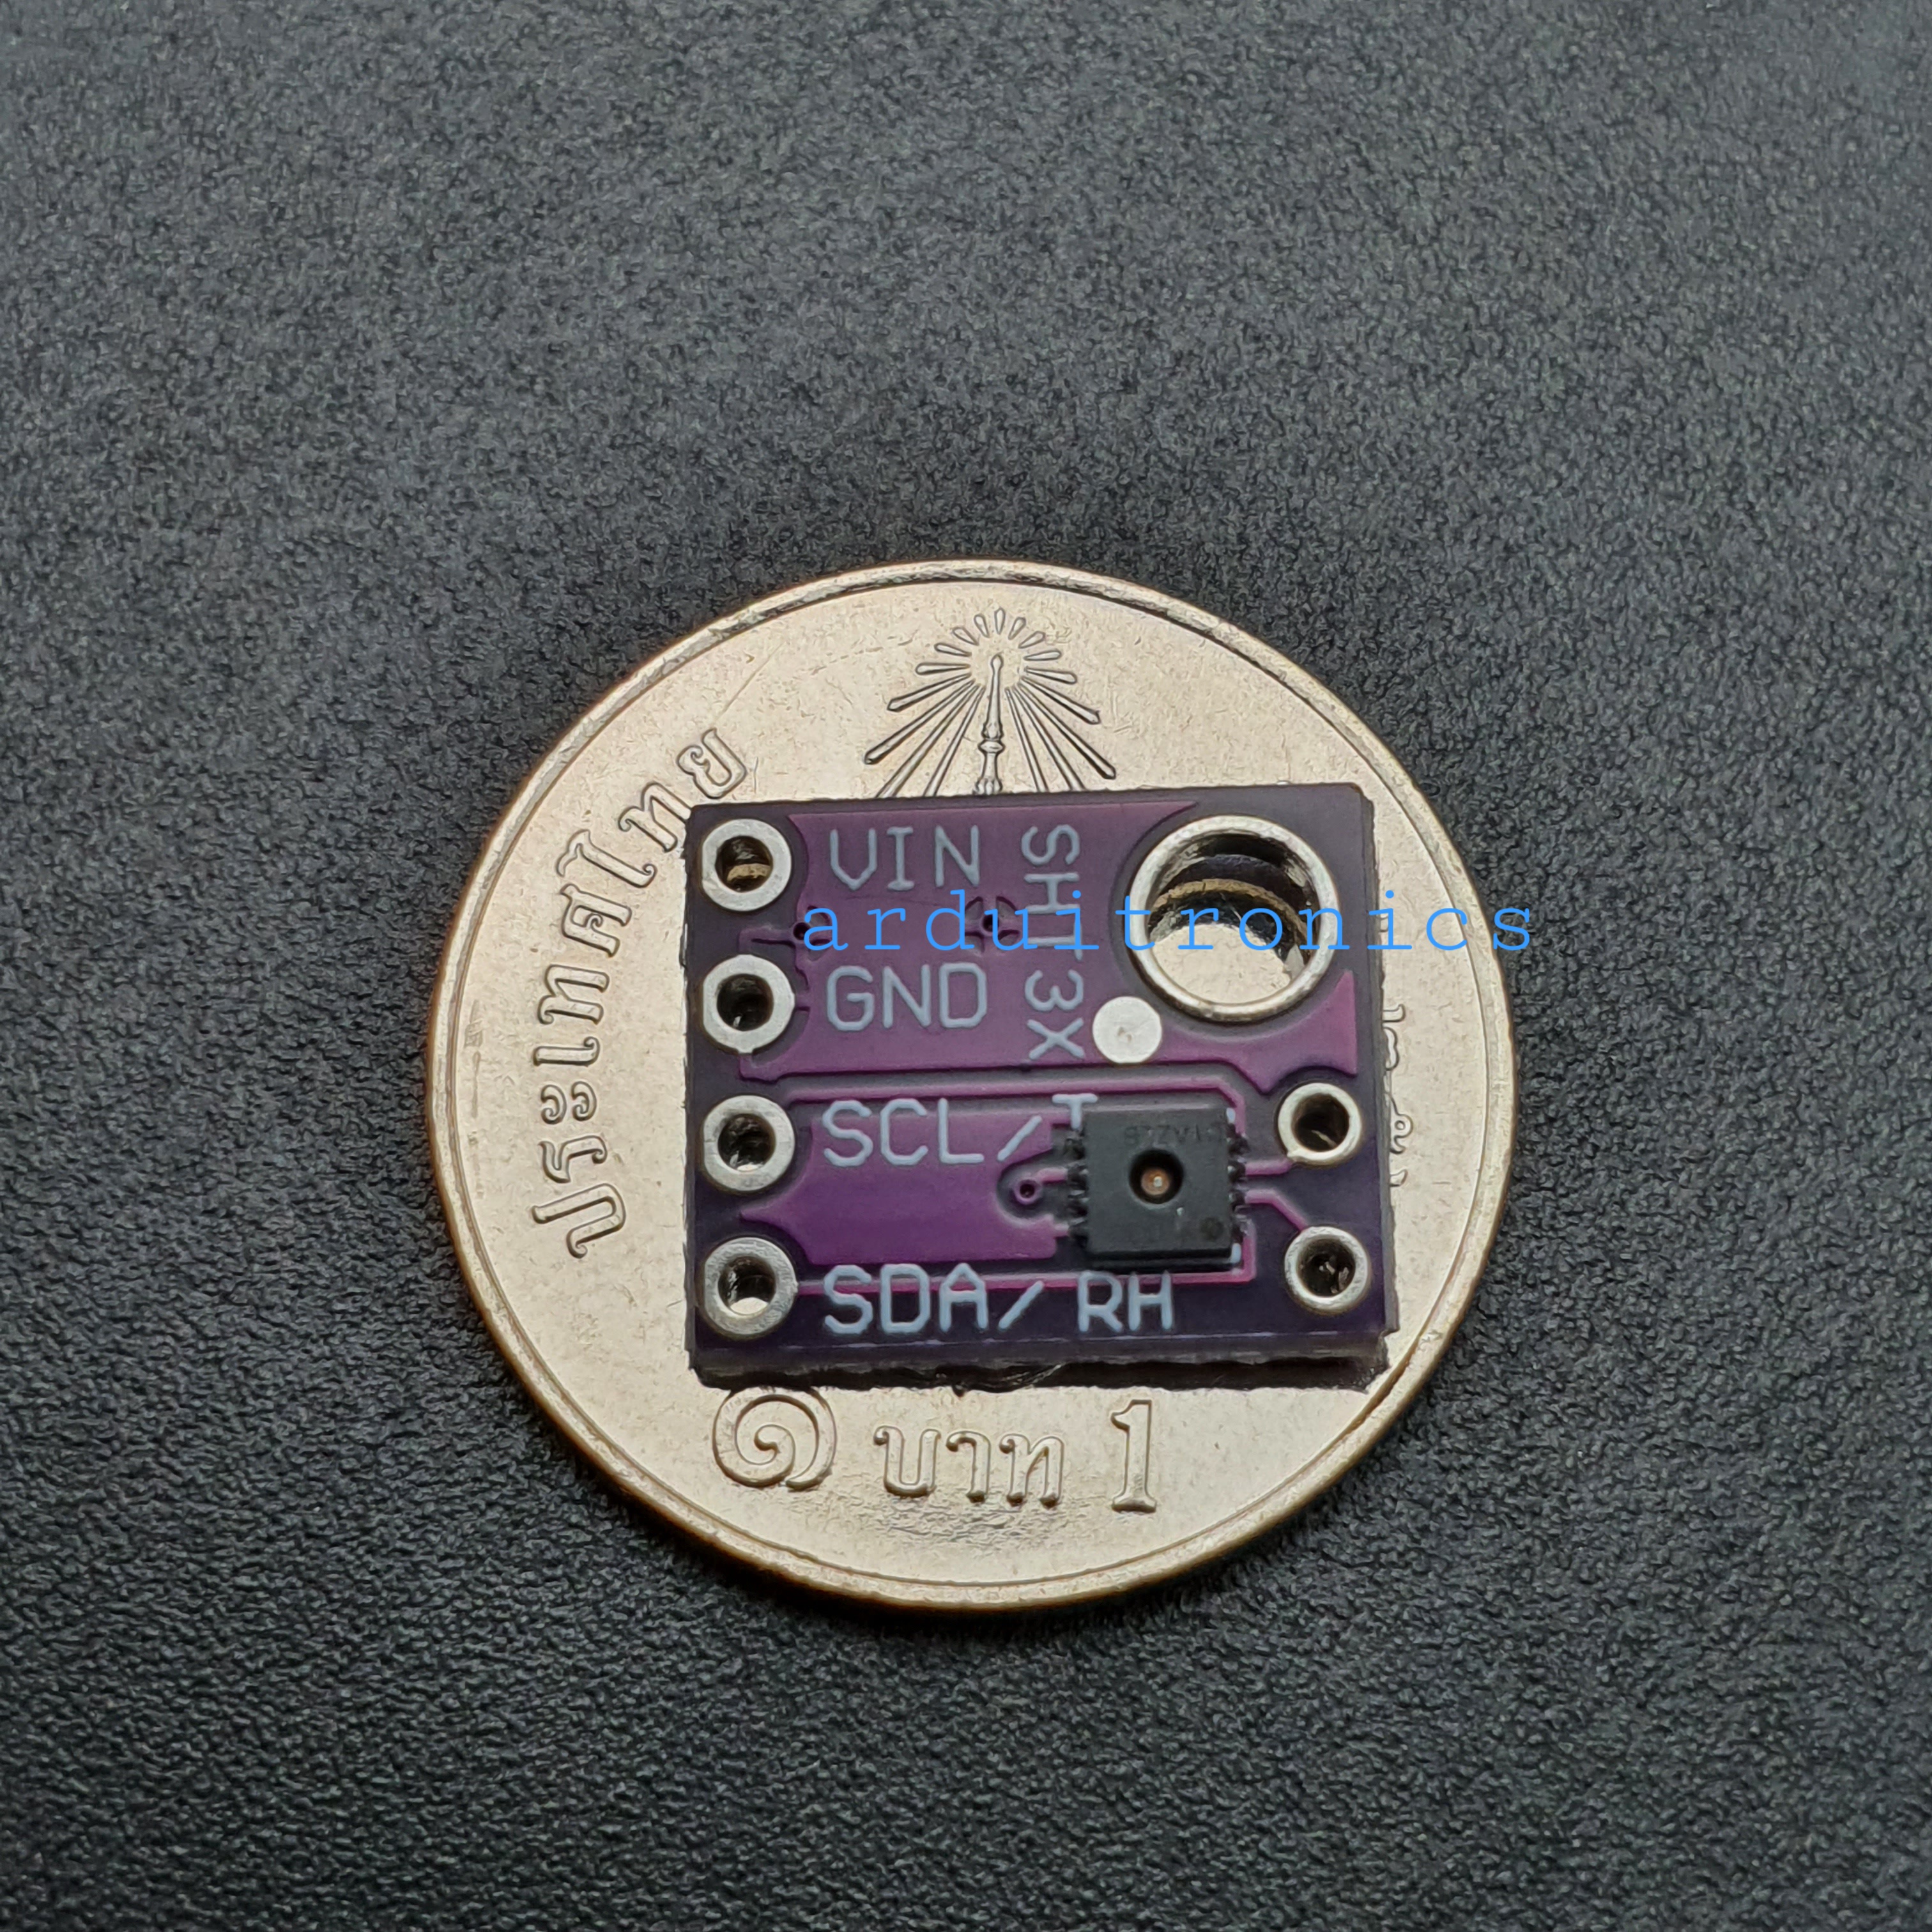 ประเทศไทย
VIN
SHT3X
arduitronics
GND
SCL/T
SDA/RH
๑ บาท 1